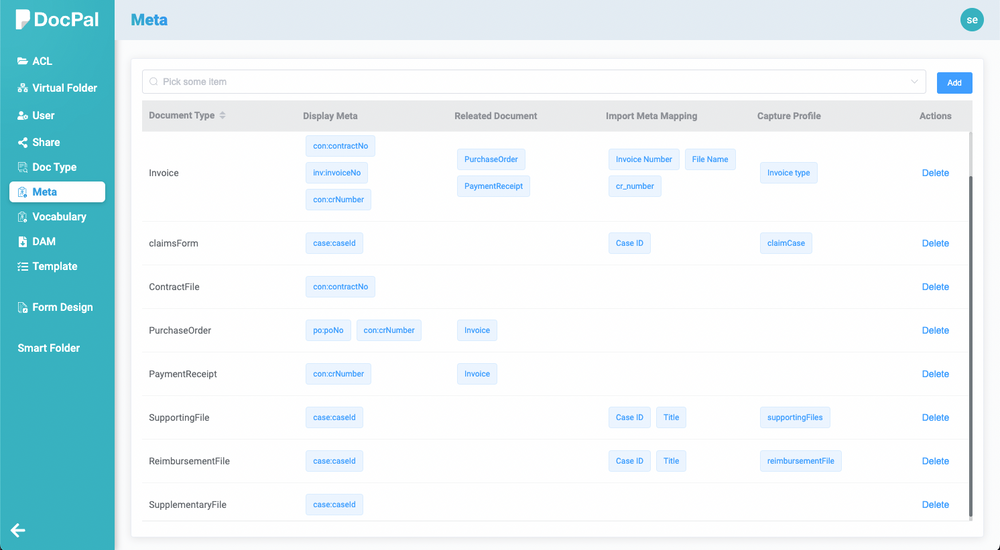 DocPal
Meta
se
ACL
Virtual Folder
User
Share
Doc Type
Meta
Vocabulary
DAM
Template
Form Design
Smart Folder
Pick some item
Add
Document Type Display Meta Releated Document Import Meta Mapping Capture Profile Actions
con:contractNo
inv:invoiceNo
con:crNumber
Invoice
PurchaseOrder
PaymentReceipt
Invoice Number File Name
cr_number
Invoice type
Delete
claimsForm case:caseId Case ID claimCase Delete
ContractFile con:contractNo Delete
PurchaseOrder po:poNo con:crNumber Invoice Delete
PaymentReceipt con:crNumber Invoice Delete
SupportingFile case:caseId Case ID Title supportingFiles Delete
ReimbursementFile case:caseId Case ID Title reimbursementFile Delete
SupplementaryFile case:caseId Delete